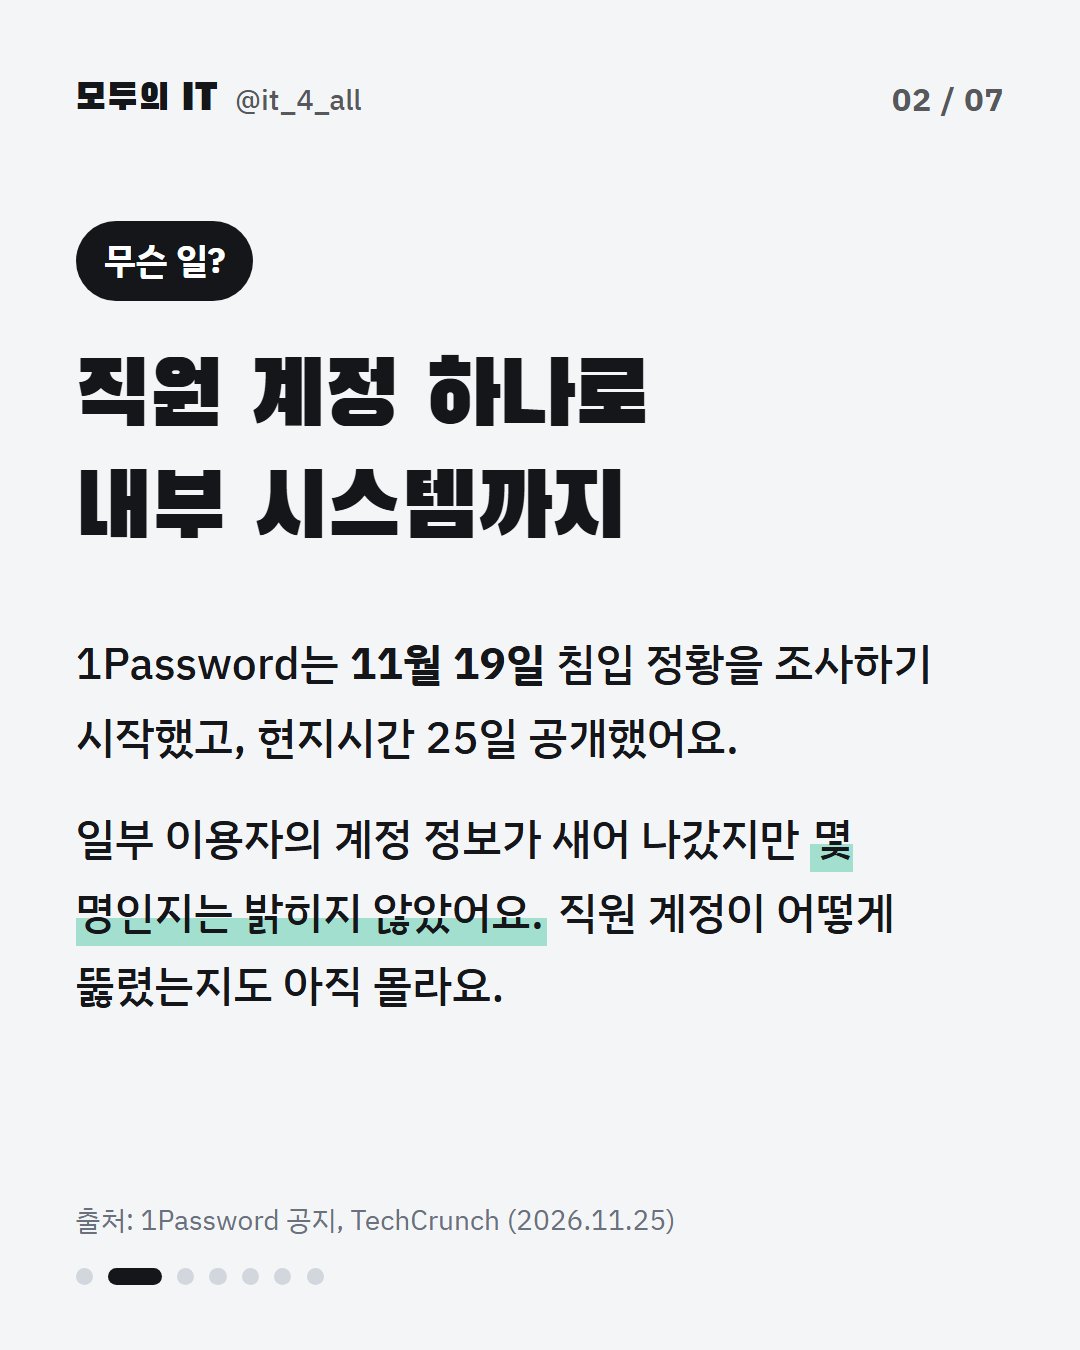 모두의 IT @it_4_all
02 / 07
무슨 일?
직원 계정 하나로
내부 시스템까지
1Password는 11월 19일 침입 정황을 조사하기
시작했고, 현지시간 25일 공개했어요.
일부 이용자의 계정 정보가 새어 나갔지만 몇
명인지는 밝히지 않았어요. 직원 계정이 어떻게
뚫렸는지도 아직 몰라요.
출처: 1Password 공지, TechCrunch (2026.11.25)